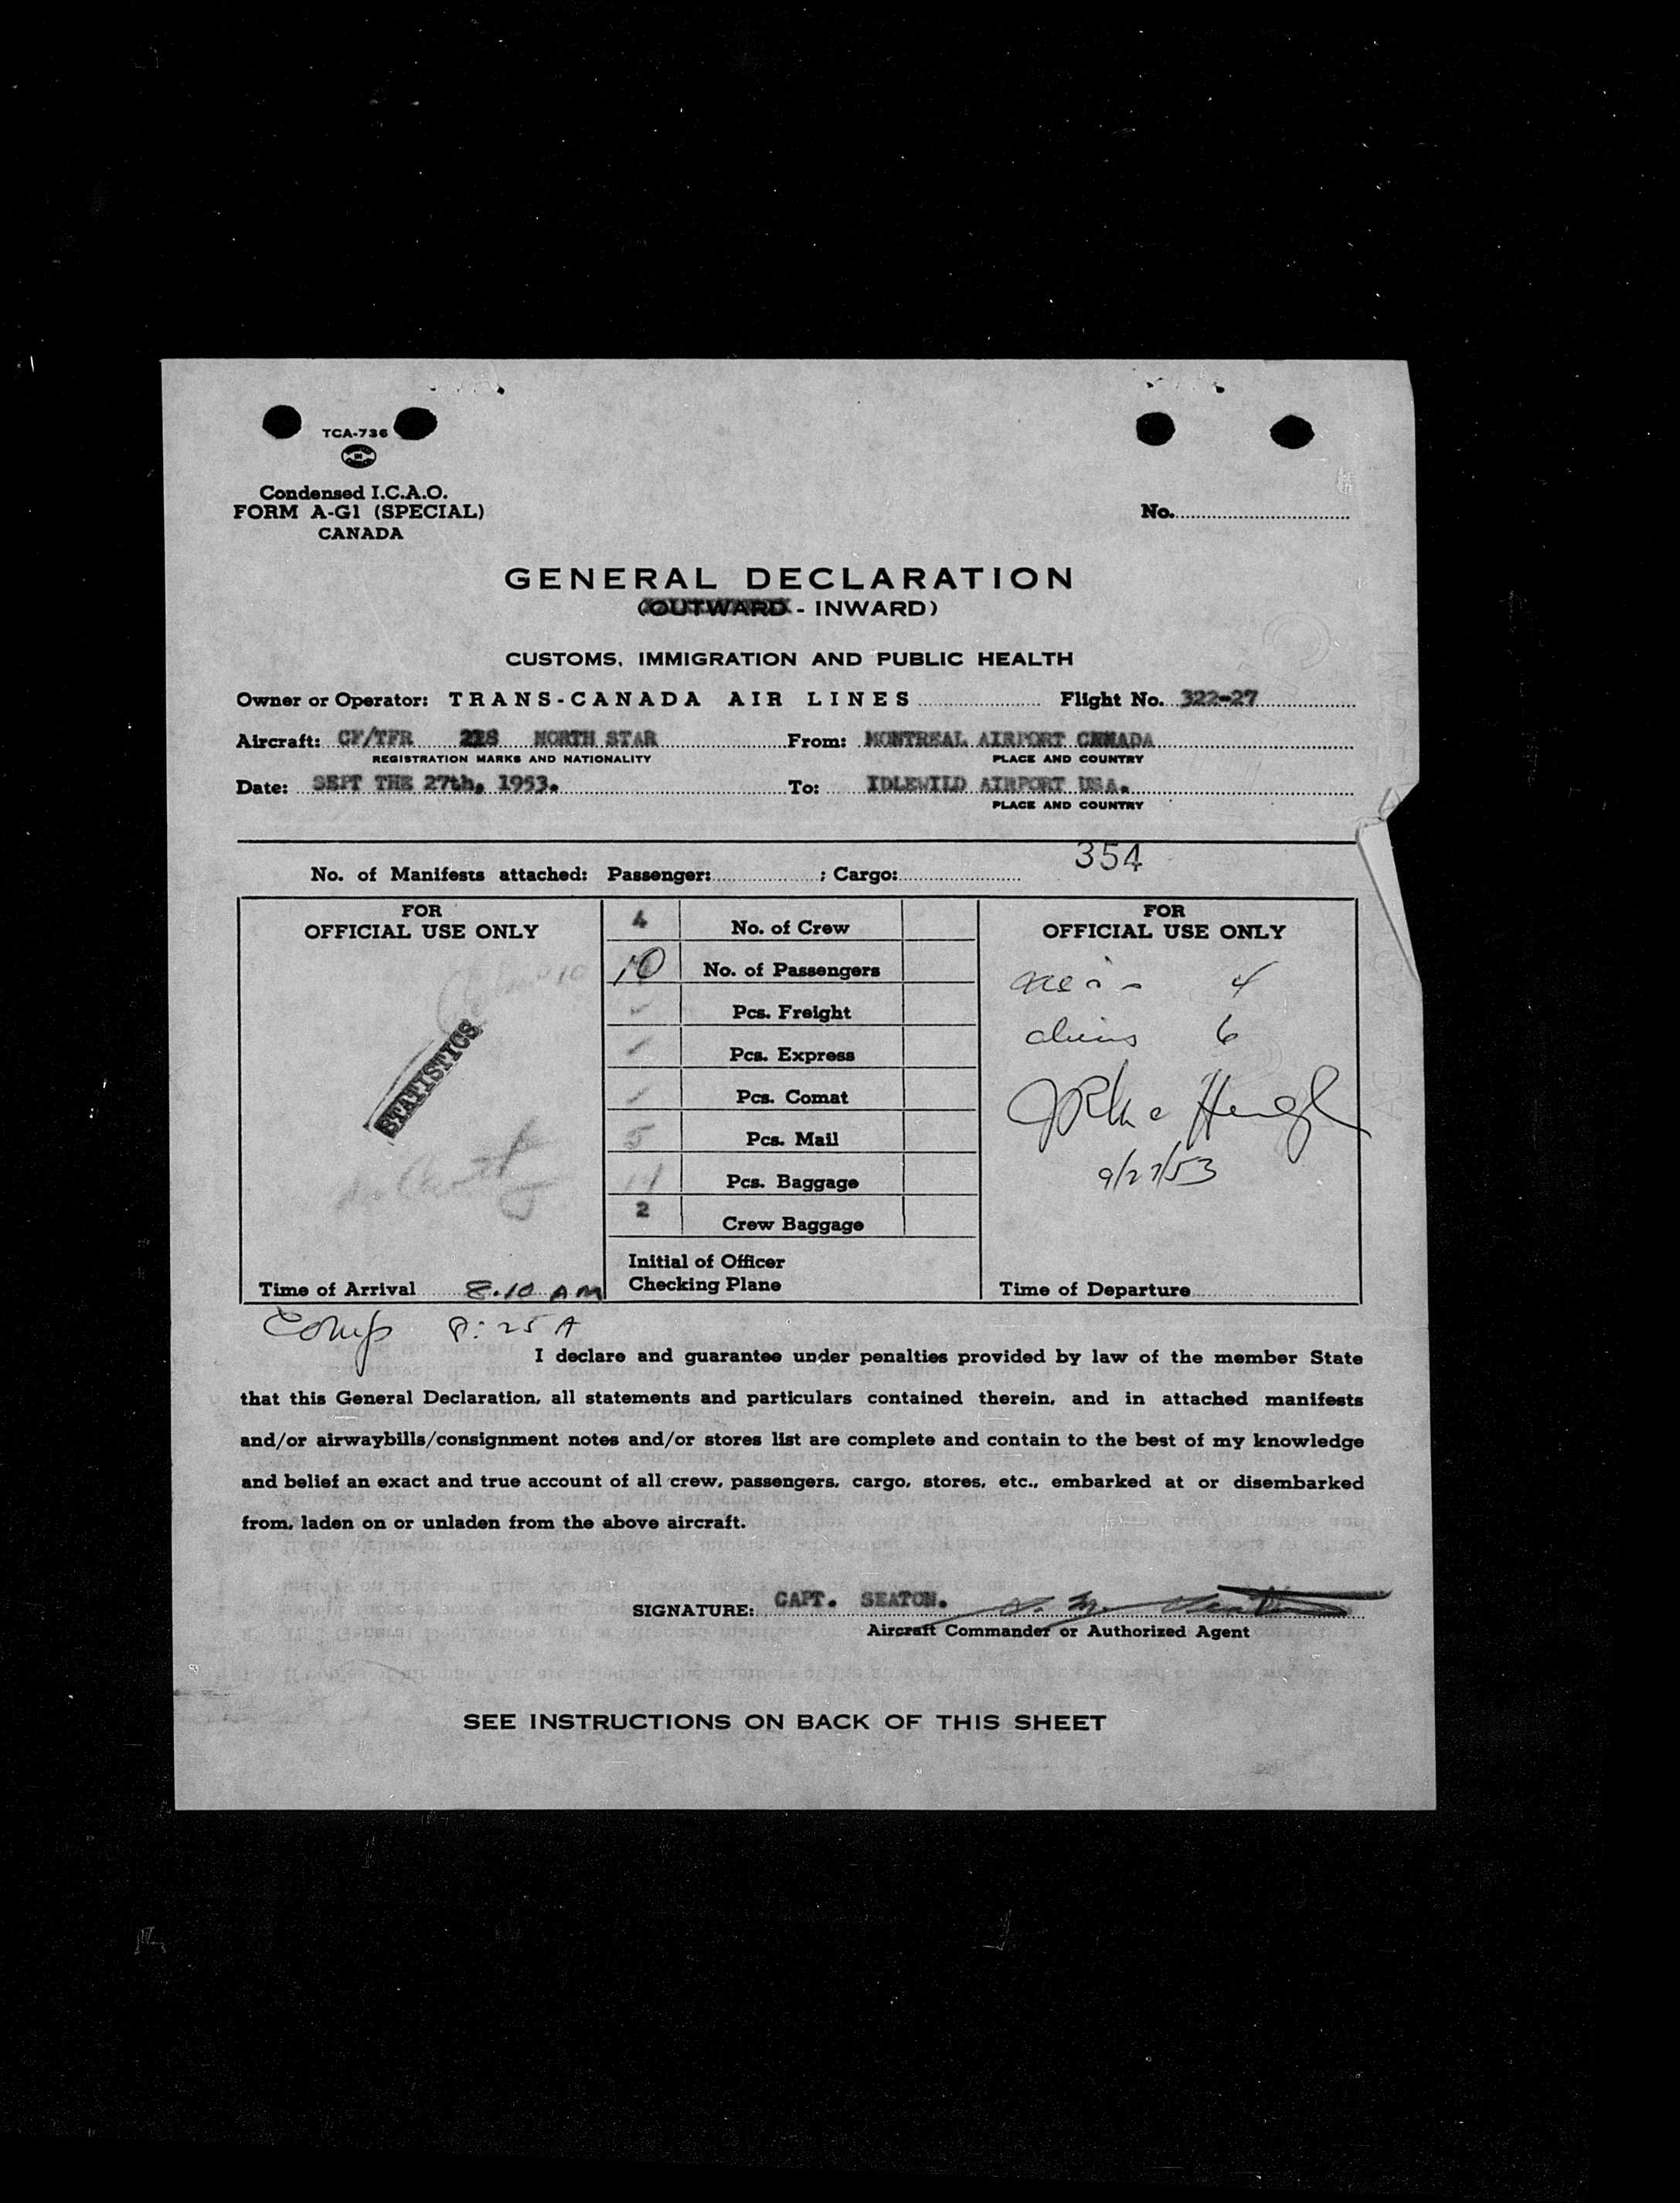 TCA-736
Condensed I.C.A.O.
FORM A-G1 (SPECIAL)
CANADA
No.
GENERAL DECLARATION
(OUTWARD - INWARD)
CUSTOMS, IMMIGRATION AND PUBLIC HEALTH
Owner or Operator: TRANS-CANADA AIR LINES Flight No. 322-27
Aircraft: CF/TFR 218 NORTH STAR From: MONTREAL AIRPORT CANADA
REGISTRATION MARKS AND NATIONALITY PLACE AND COUNTRY
Date: SEPT THE 27th, 1953. To: IDLEWILD AIRPORT USA.
PLACE AND COUNTRY
354
No. of Manifests attached: Passenger: ; Cargo:
FOR
OFFICIAL USE ONLY
STATISTICS
Time of Arrival 8.10 AM
4 No. of Crew
10 No. of Passengers
Pcs. Freight
Pcs. Express
Pcs. Comat
5 Pcs. Mail
14 Pcs. Baggage
2 Crew Baggage
Initial of Officer
Checking Plane
FOR
OFFICIAL USE ONLY
4
aliens 6
9/27/53
Time of Departure
Comp 8:25 A
I declare and guarantee under penalties provided by law of the member State
that this General Declaration, all statements and particulars contained therein, and in attached manifests
and/or airwaybills/consignment notes and/or stores list are complete and contain to the best of my knowledge
and belief an exact and true account of all crew, passengers, cargo, stores, etc., embarked at or disembarked
from, laden on or unladen from the above aircraft.
SIGNATURE: CAPT. SEATON.
Aircraft Commander or Authorized Agent
SEE INSTRUCTIONS ON BACK OF THIS SHEET